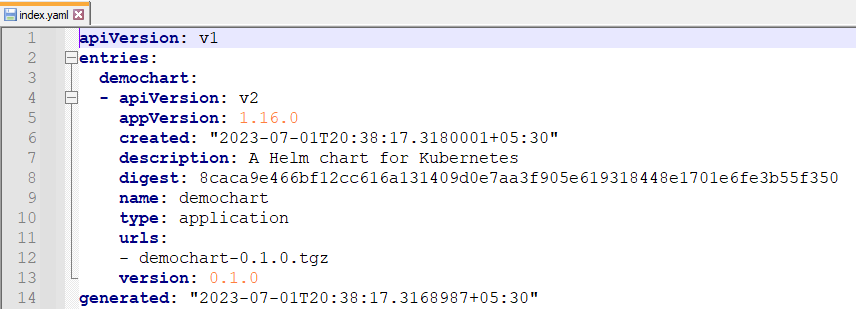 index.yaml
1 apiVersion: v1
2 entries:
3   demochart:
4   - apiVersion: v2
5     appVersion: 1.16.0
6     created: "2023-07-01T20:38:17.3180001+05:30"
7     description: A Helm chart for Kubernetes
8     digest: 8caca9e466bf12cc616a131409d0e7aa3f905e619318448e1701e6fe3b55f350
9     name: demochart
10     type: application
11     urls:
12     - demochart-0.1.0.tgz
13     version: 0.1.0
14 generated: "2023-07-01T20:38:17.3168987+05:30"